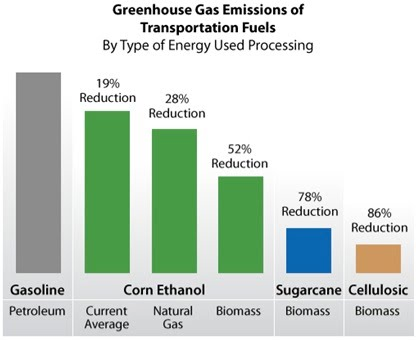 Greenhouse Gas Emissions of
Transportation Fuels
By Type of Energy Used Processing
19%
Reduction
28%
Reduction
52%
Reduction
78%
Reduction
86%
Reduction
Gasoline
Corn Ethanol
Sugarcane
Cellulosic
Petroleum
Current
Average
Natural
Gas
Biomass
Biomass
Biomass